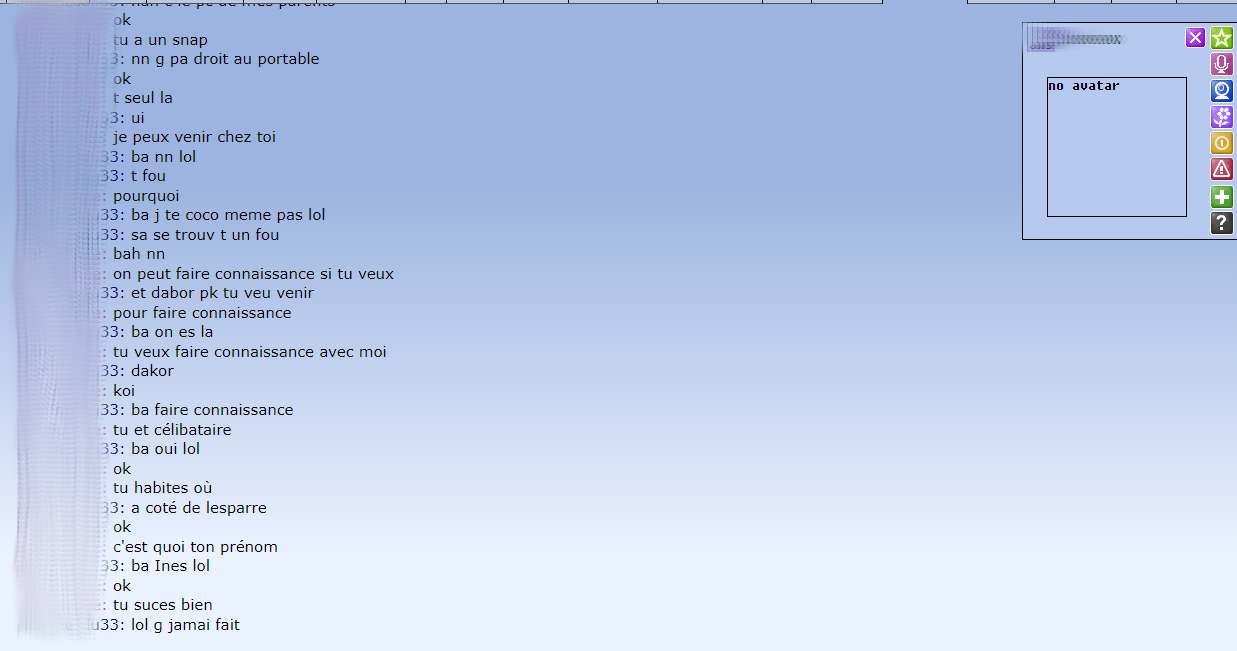 nan c le pc de mes parents
ok
tu a un snap
3: nn g pa droit au portable
ok
t seul la
3: ui
je peux venir chez toi
33: ba nn lol
33: t fou
: pourquoi
33: ba j te coco meme pas lol
33: sa se trouv t un fou
: bah nn
: on peut faire connaissance si tu veux
33: et dabor pk tu veu venir
: pour faire connaissance
33: ba on es la
: tu veux faire connaissance avec moi
33: dakor
: koi
33: ba faire connaissance
: tu et célibataire
33: ba oui lol
: ok
: tu habites où
33: a coté de lesparre
: ok
: c'est quoi ton prénom
33: ba Ines lol
: ok
: tu suces bien
u33: lol g jamai fait
no avatar